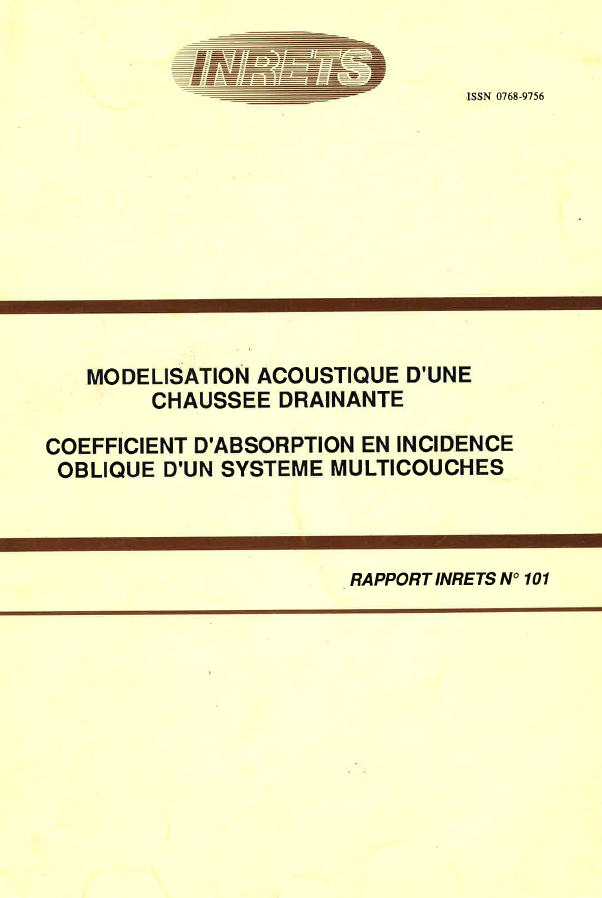 INRETS
ISSN 0768-9756
MODELISATION ACOUSTIQUE D'UNE
CHAUSSEE DRAINANTE
COEFFICIENT D'ABSORPTION EN INCIDENCE
OBLIQUE D'UN SYSTEME MULTICOUCHES
RAPPORT INRETS N° 101